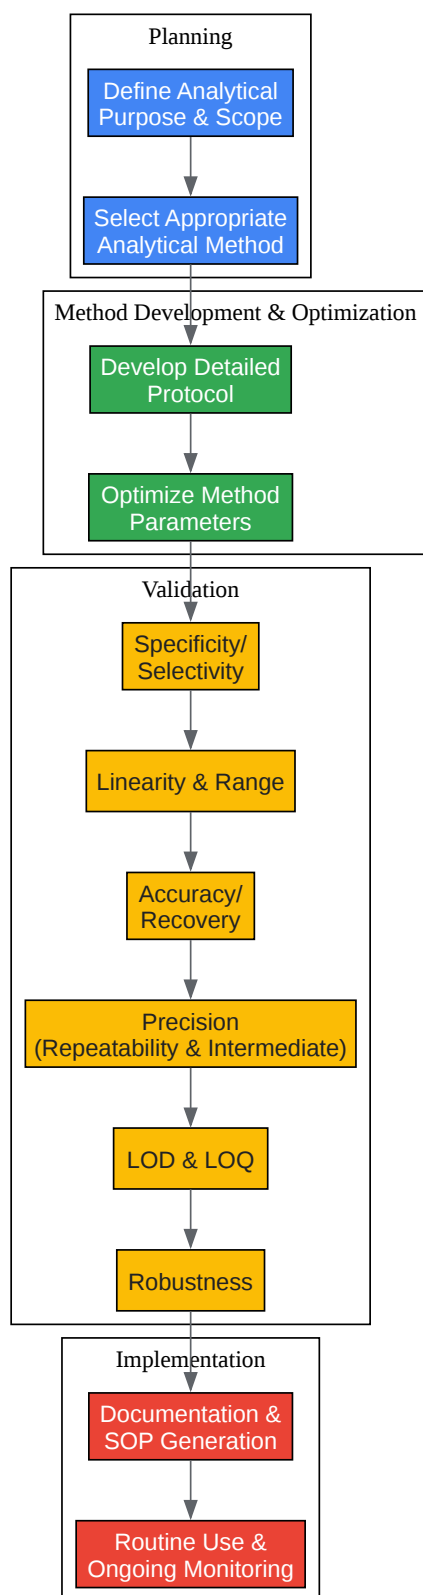 Planning
Define Analytical
Purpose & Scope
Select Appropriate
Analytical Method
Method Development & Optimization
Develop Detailed
Protocol
Optimize Method
Parameters
Validation
Specificity/
Selectivity
Linearity & Range
Accuracy/
Recovery
Precision
(Repeatability & Intermediate)
LOD & LOQ
Robustness
Implementation
Documentation &
SOP Generation
Routine Use &
Ongoing Monitoring